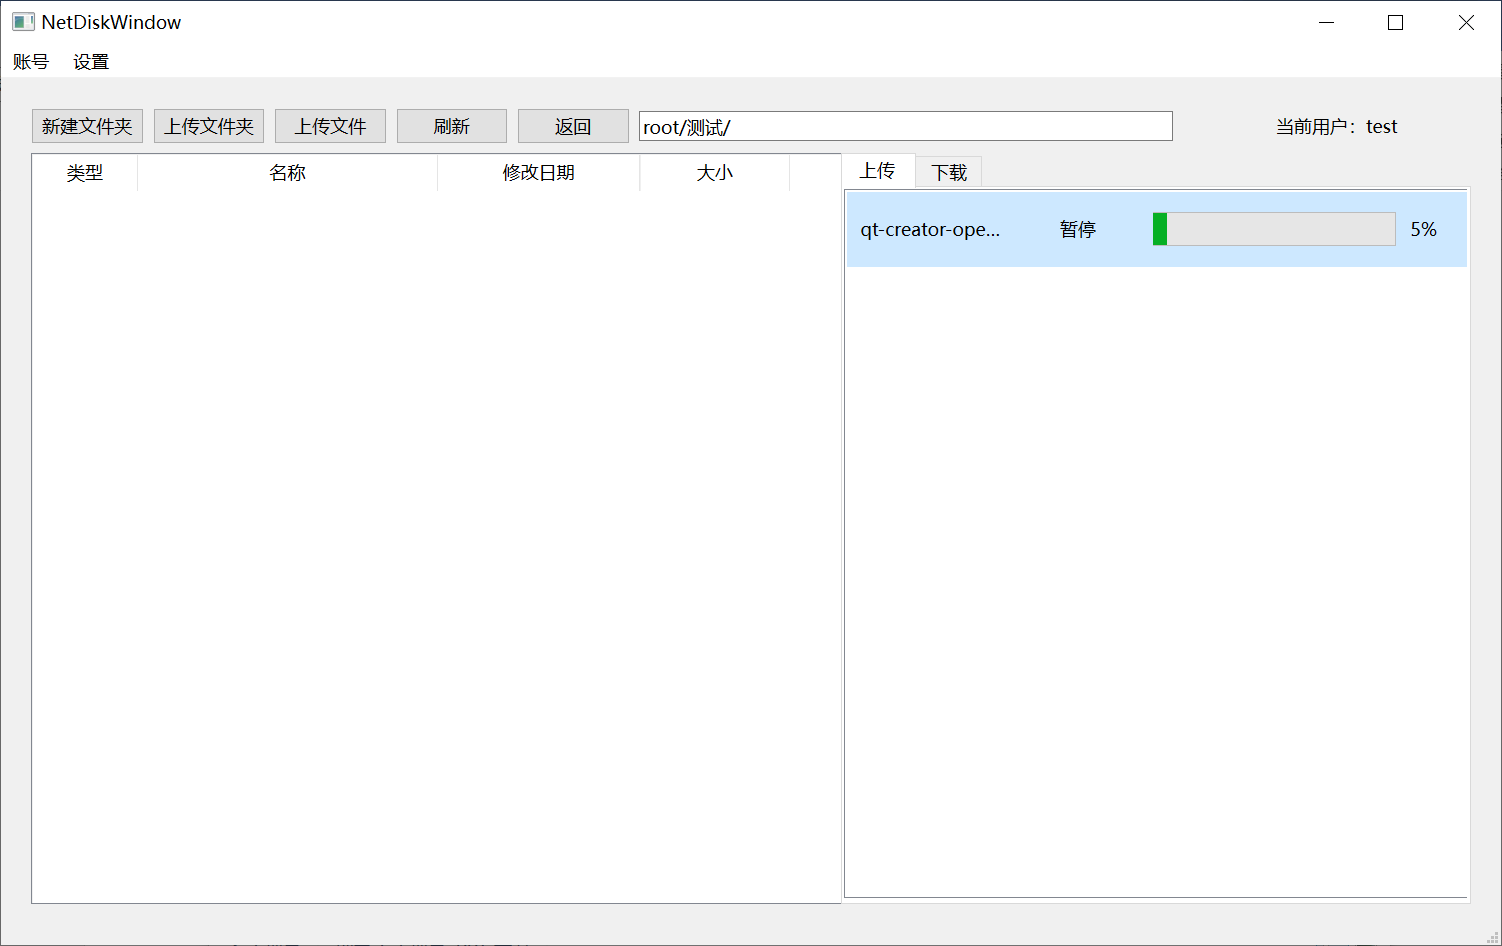 NetDiskWindow
账号 设置
新建文件夹 上传文件夹 上传文件 刷新 返回 root/测试/ 当前用户：test
类型 名称 修改日期 大小 上传 下载
qt-creator-ope... 暂停 5%